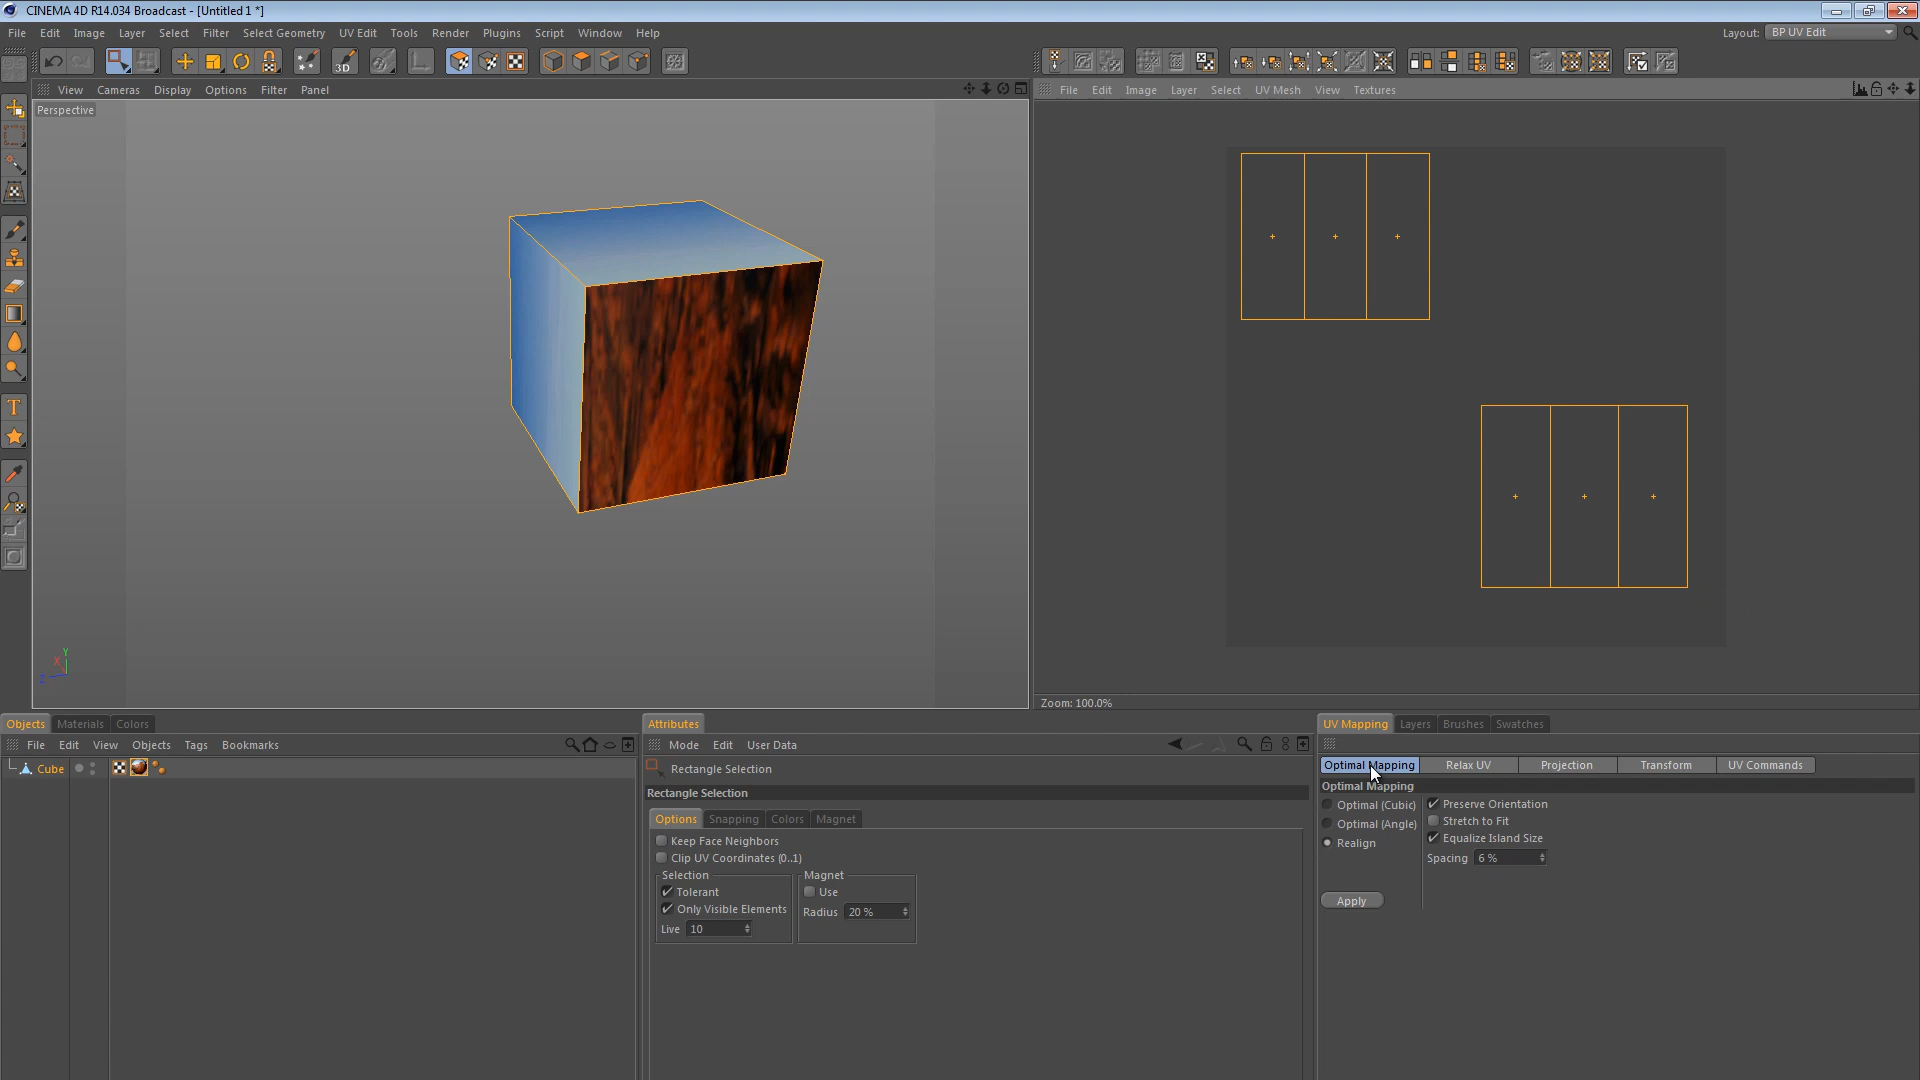 CINEMA 4D R14.034 Broadcast - [Untitled 1 *]
File Edit Image Layer Select Filter Select Geometry UV Edit Tools Render Plugins Script Window Help
Layout: BP UV Edit
3D
View Cameras Display Options Filter Panel
File Edit Image Layer Select UV Mesh View Textures
Perspective
T
Y
X
Z
Zoom: 100.0%
Objects Materials Colors
File Edit View Objects Tags Bookmarks
Cube
Attributes
Mode Edit User Data
Rectangle Selection
Rectangle Selection
Options Snapping Colors Magnet
Keep Face Neighbors
Clip UV Coordinates (0..1)
Selection
Tolerant
Only Visible Elements
Live 10
Magnet
Use
Radius 20 %
UV Mapping Layers Brushes Swatches
Optimal Mapping Relax UV Projection Transform UV Commands
Optimal Mapping
Optimal (Cubic)
Optimal (Angle)
Realign
Preserve Orientation
Stretch to Fit
Equalize Island Size
Spacing 6 %
Apply